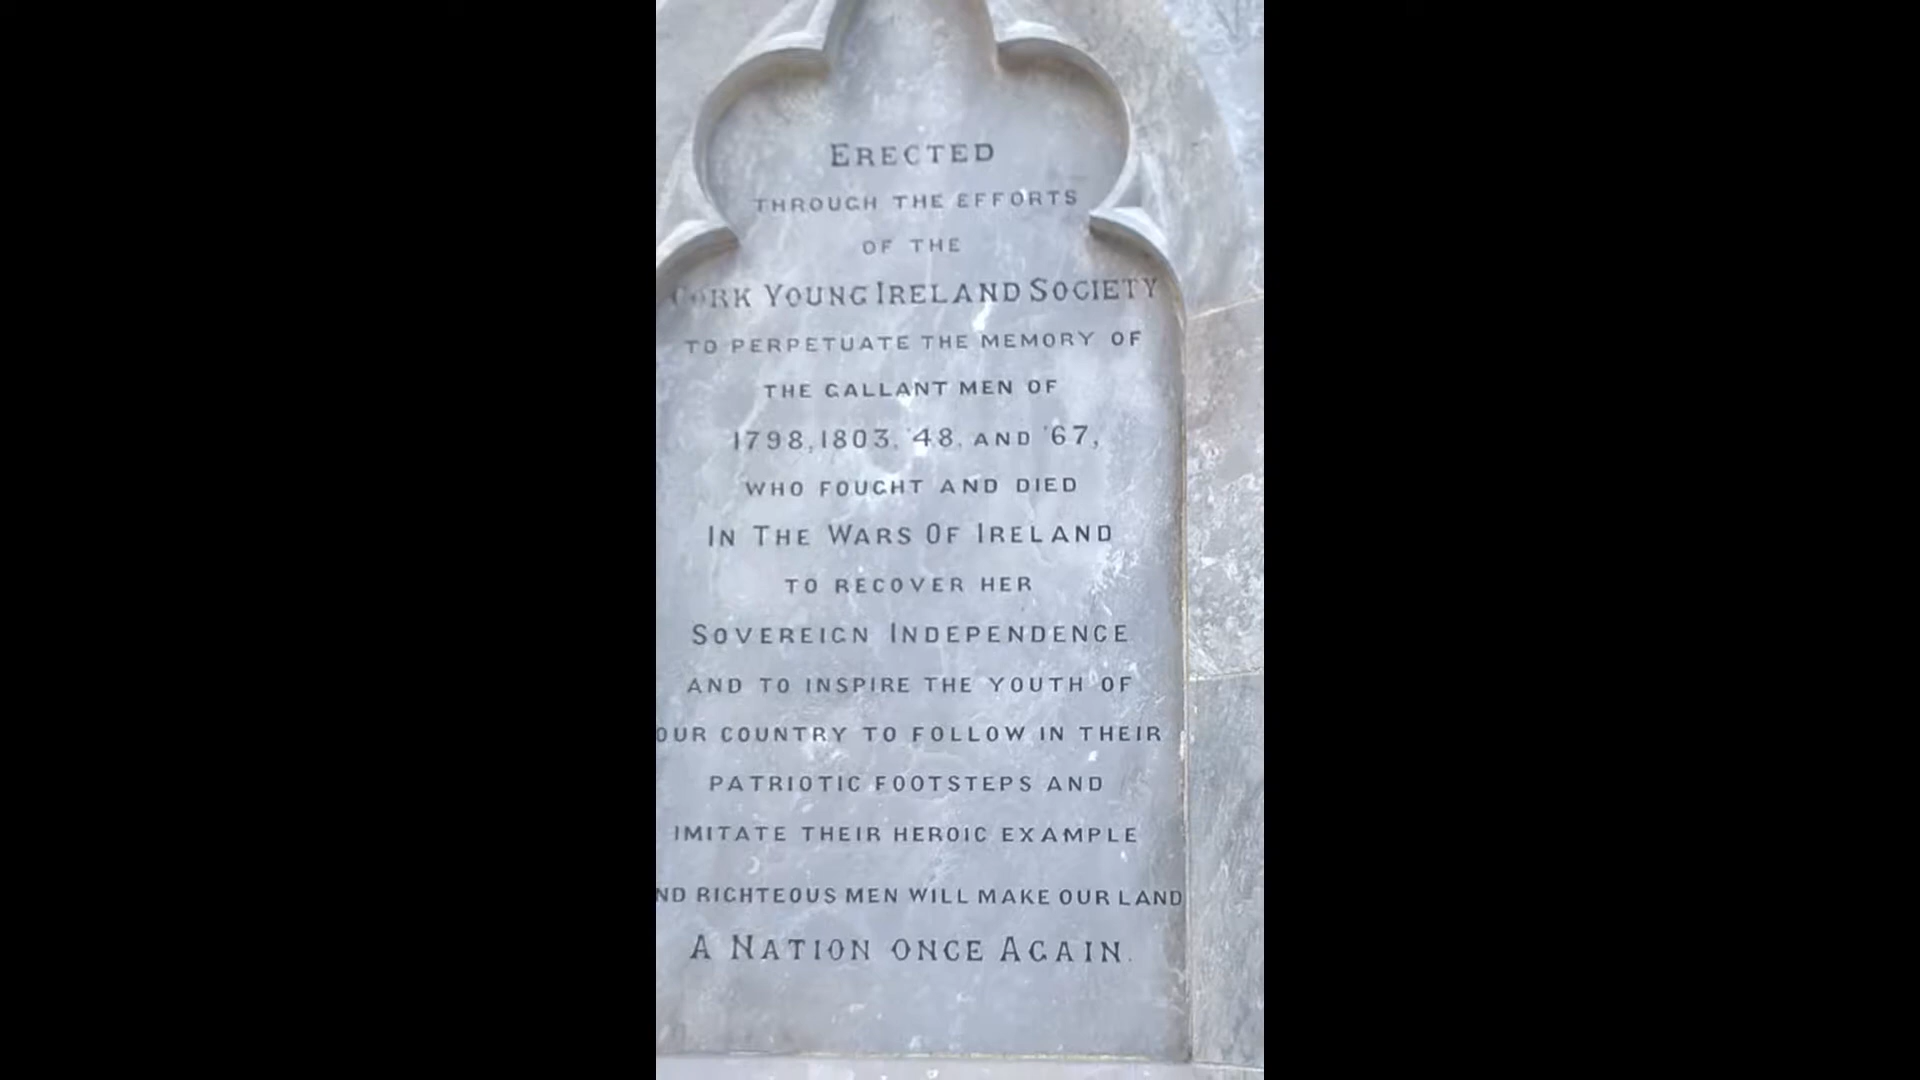 ERECTED
THROUGH THE EFFORTS
OF THE
CORK YOUNG IRELAND SOCIETY
TO PERPETUATE THE MEMORY OF
THE GALLANT MEN OF
1798, 1803, '48, AND '67,
WHO FOUGHT AND DIED
IN THE WARS OF IRELAND
TO RECOVER HER
SOVEREIGN INDEPENDENCE
AND TO INSPIRE THE YOUTH OF
OUR COUNTRY TO FOLLOW IN THEIR
PATRIOTIC FOOTSTEPS AND
IMITATE THEIR HEROIC EXAMPLE
ND RIGHTEOUS MEN WILL MAKE OUR LAND
A NATION ONCE AGAIN.